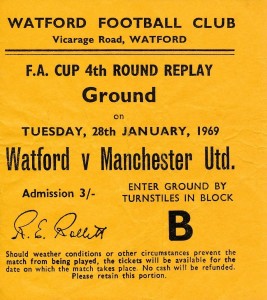 WATFORD FOOTBALL CLUB
Vicarage Road, WATFORD
F.A. CUP 4th ROUND REPLAY
Ground
on
TUESDAY, 28th JANUARY, 1969
Watford v Manchester Utd.
Admission 3/-
ENTER GROUND BY
TURNSTILES IN BLOCK
B
R. E. Rollitt
Should weather conditions or other circumstances prevent the
match from being played, the tickets will be available for the
date on which the match takes place. No cash will be refunded.
Please retain this portion.